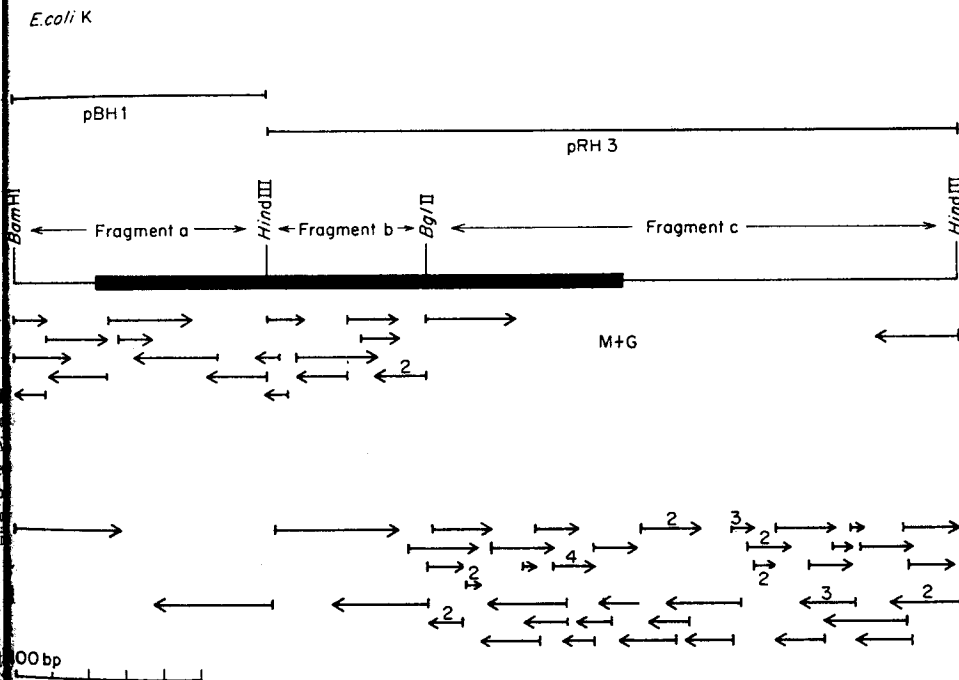 E.coli K
pBH1
pRH 3
BamHI
Fragment a
HindIII
Fragment b
BglII
Fragment c
HindIII
M+G
2
2
3
2
4
2
2
3
2
2
00 bp